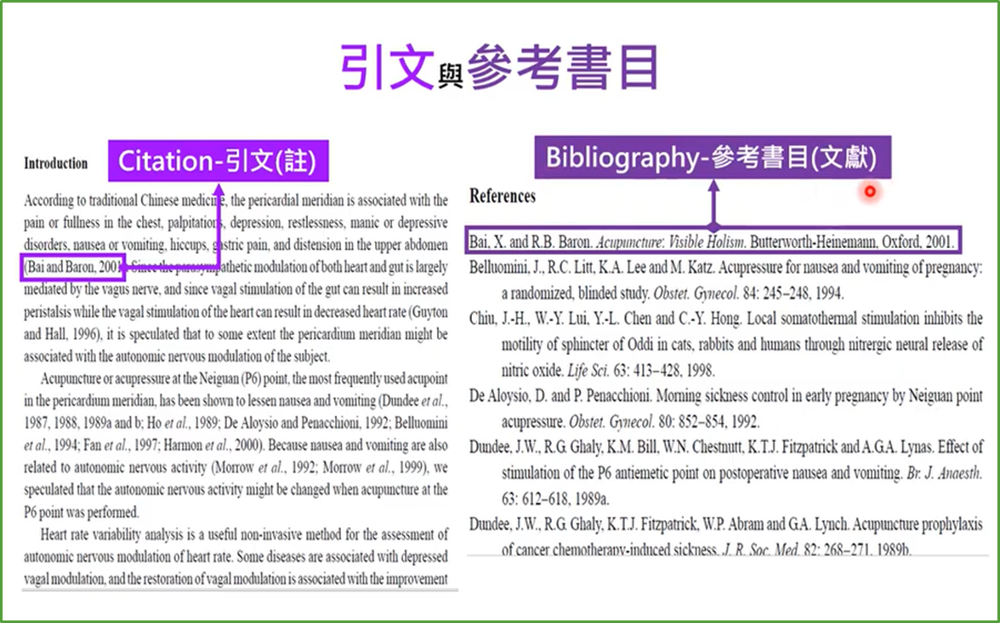 引文與參考書目
Introduction
Citation-引文(註)
According to traditional Chinese medicine, the pericardial meridian is associated with the
pain or fullness in the chest, palpitations, depression, restlessness, manic or depressive
disorders, nausea or vomiting, hiccups, gastric pain, and distension in the upper abdomen
(Bai and Baron, 2001 Since the parasympathetic modulation of both heart and gut is largely
mediated by the vagus nerve, and since vagal stimulation of the gut can result in increased
peristalsis while the vagal stimulation of the heart can result in decreased heart rate (Guyton
and Hall, 1996), it is speculated that to some extent the pericardium meridian might be
associated with the autonomic nervous modulation of the subject.
Acupuncture or acupressure at the Neiguan (P6) point, the most frequently used acupoint
in the pericardium meridian, has been shown to lessen nausea and vomiting (Dundee et al.,
1987, 1988, 1989a and b; Ho et al., 1989; De Aloysio and Penacchioni, 1992; Belluomini
et al., 1994; Fan et al., 1997; Harmon et al., 2000). Because nausea and vomiting are also
related to autonomic nervous activity (Morrow et al., 1992; Morrow et al., 1999), we
speculated that the autonomic nervous activity might be changed when acupuncture at the
P6 point was performed.
Heart rate variability analysis is a useful non-invasive method for the assessment of
autonomic nervous modulation of heart rate. Some diseases are associated with depressed
vagal modulation, and the restoration of vagal modulation is associated with the improvement
Bibliography-參考書目(文獻)
References
Bai, X. and R.B. Baron. Acupuncture: Visible Holism. Butterworth-Heinemann, Oxford, 2001.
Belluomini, J., R.C. Litt, K.A. Lee and M. Katz. Acupressure for nausea and vomiting of pregnancy:
a randomized, blinded study. Obstet. Gynecol. 84: 245–248, 1994.
Chiu, J.-H., W.-Y. Lui, Y.-L. Chen and C.-Y. Hong. Local somatothermal stimulation inhibits the
motility of sphincter of Oddi in cats, rabbits and humans through nitrergic neural release of
nitric oxide. Life Sci. 63: 413–428, 1998.
De Aloysio, D. and P. Penacchioni. Morning sickness control in early pregnancy by Neiguan point
acupressure. Obstet. Gynecol. 80: 852–854, 1992.
Dundee, J.W., R.G. Ghaly, K.M. Bill, W.N. Chestnutt, K.T.J. Fitzpatrick and A.G.A. Lynas. Effect of
stimulation of the P6 antiemetic point on postoperative nausea and vomiting. Br. J. Anaesth.
63: 612–618, 1989a.
Dundee, J.W., R.G. Ghaly, K.T.J. Fitzpatrick, W.P. Abram and G.A. Lynch. Acupuncture prophylaxis
of cancer chemotherapy-induced sickness. J. R. Soc. Med. 82: 268–271, 1989b.